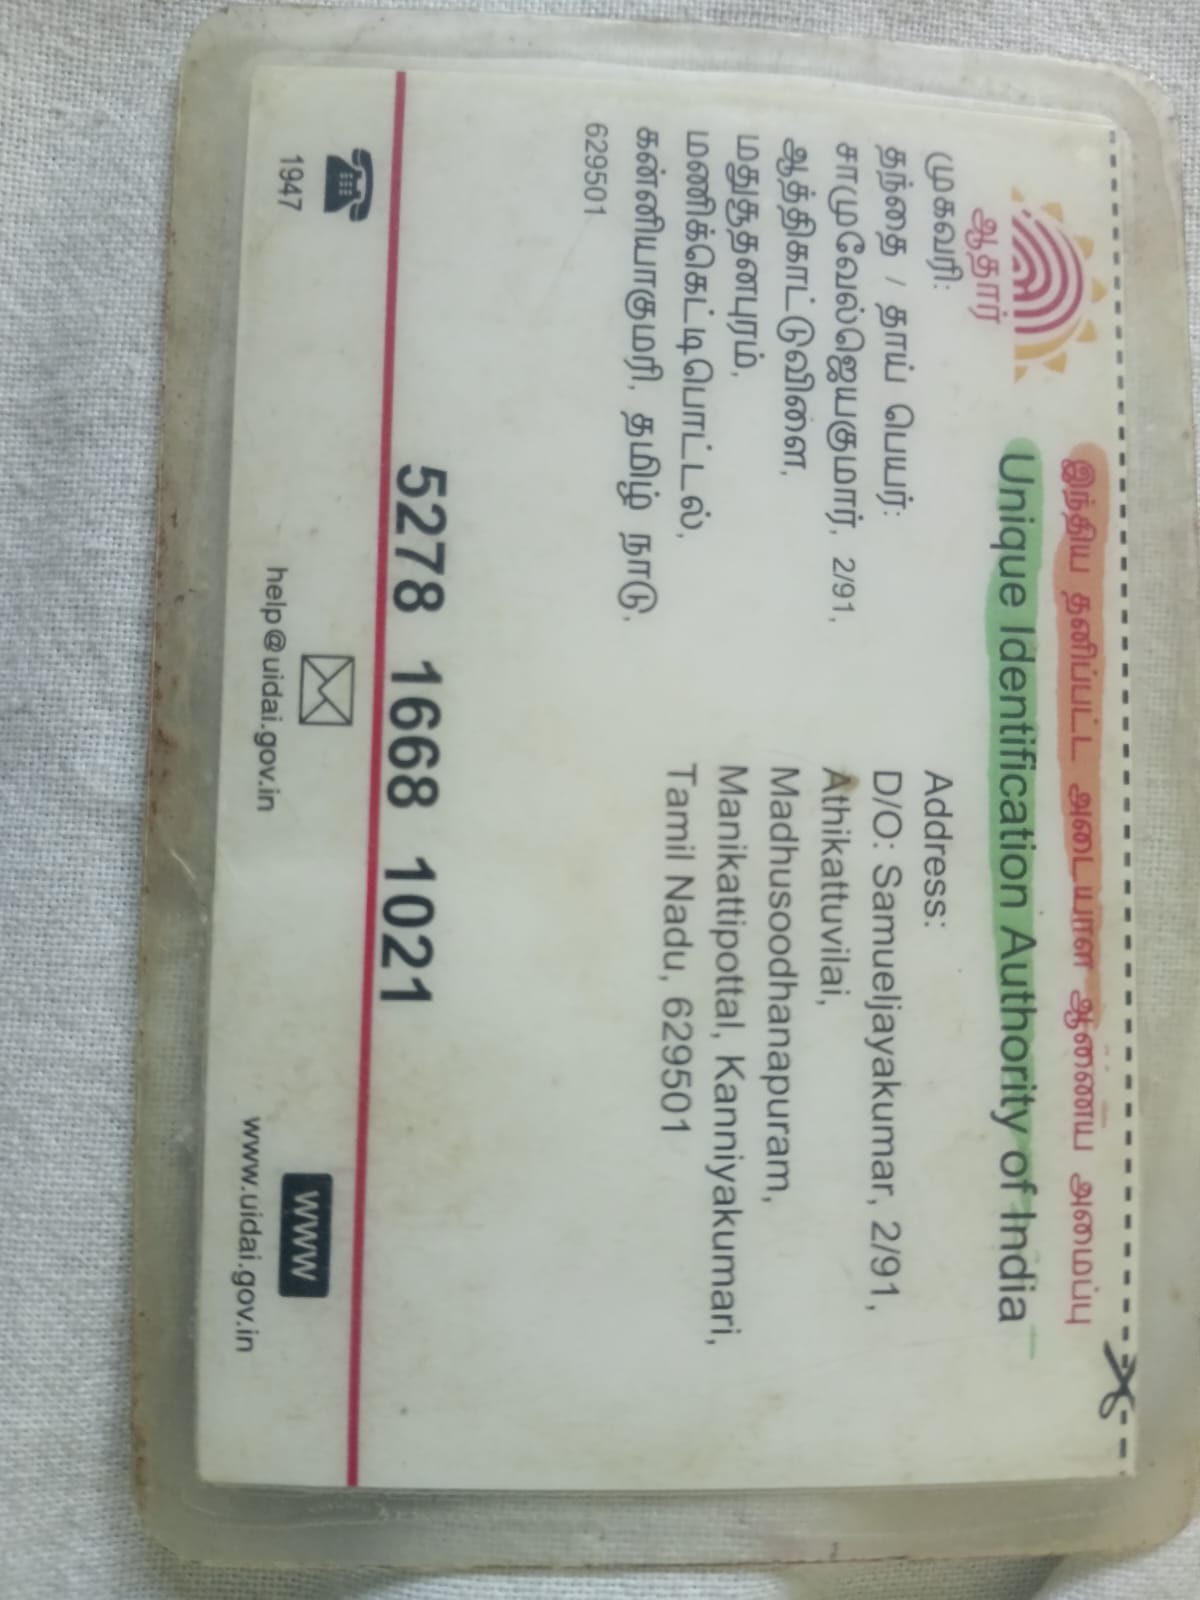 இந்திய தனிப்பட்ட அடையாள ஆணைய அமைப்பு
Unique Identification Authority of India
ஆதார்
முகவரி:
தந்தை / தாய் பெயர்:
சாமுவேல்ஜெயகுமார், 2/91,
ஆத்திகாட்டுவிளை,
மதுசூதனபுரம்,
மணிக்கெட்டிபொட்டல்,
கன்னியாகுமரி, தமிழ் நாடு,
629501
Address:
D/O: Samueljayakumar, 2/91,
Athikattuvilai,
Madhusoodhanapuram,
Manikattipottal, Kanniyakumari,
Tamil Nadu, 629501
5278 1668 1021
1947
help@uidai.gov.in
www
www.uidai.gov.in